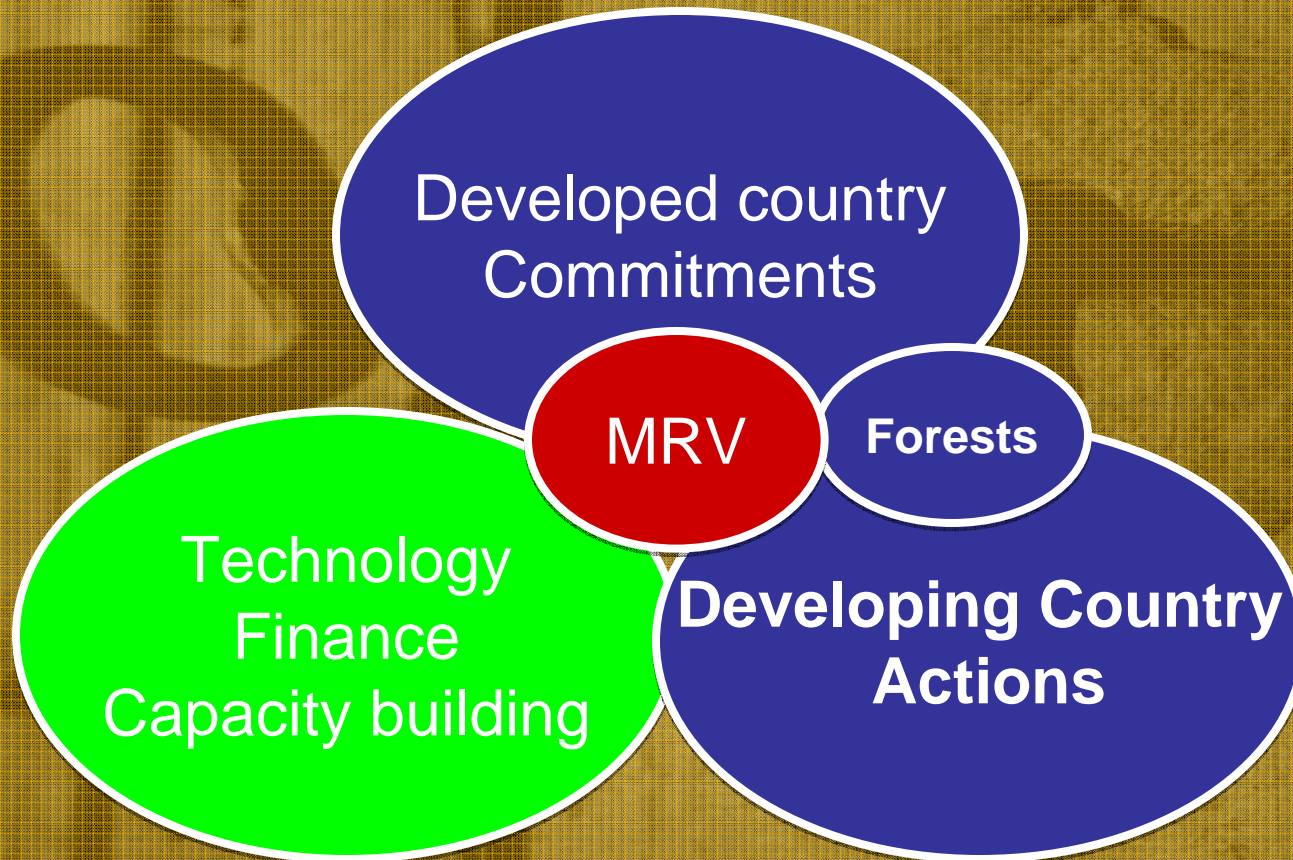 Developed country
Commitments
MRV
Forests
Technology
Finance
Capacity building
Developing Country
Actions